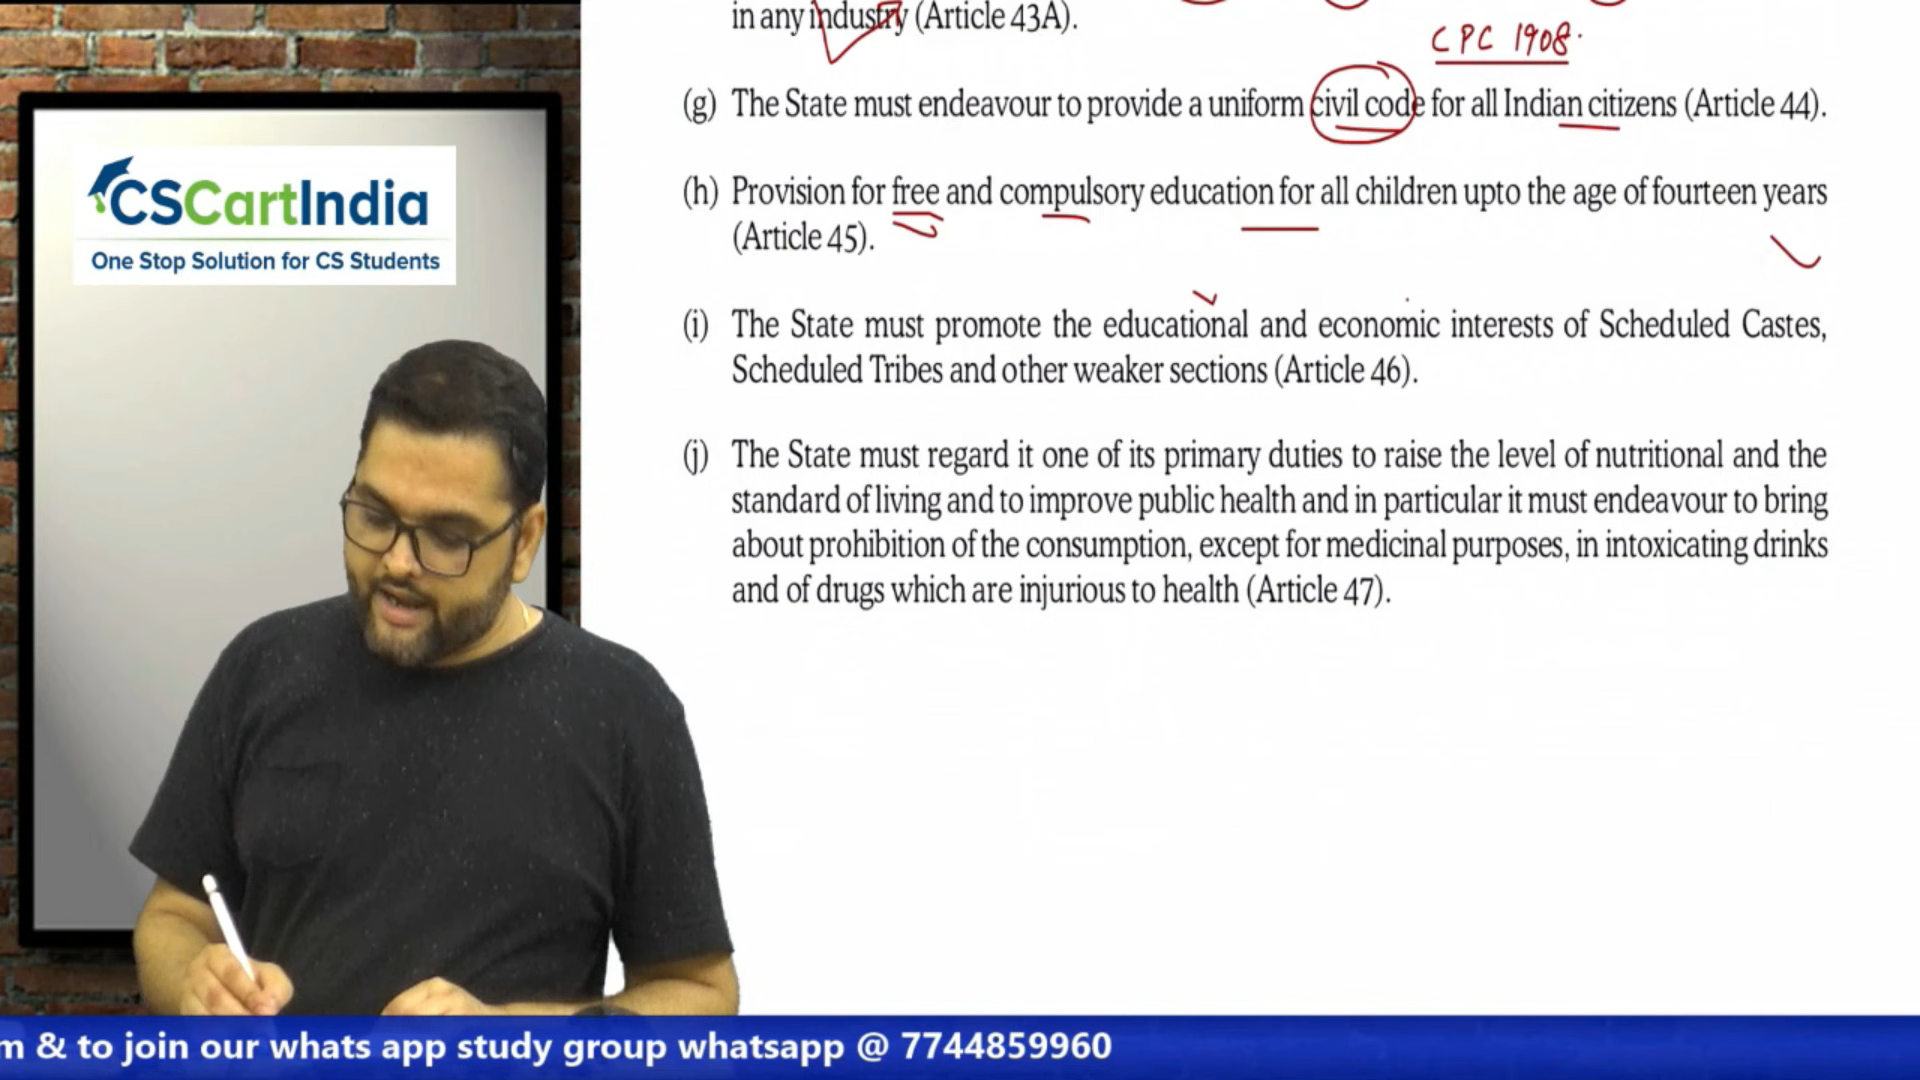 in any industry (Article 43A).
CPC 1908.
(g) The State must endeavour to provide a uniform civil code for all Indian citizens (Article 44).
(h) Provision for free and compulsory education for all children upto the age of fourteen years
(Article 45).
(i) The State must promote the educational and economic interests of Scheduled Castes,
Scheduled Tribes and other weaker sections (Article 46).
(j) The State must regard it one of its primary duties to raise the level of nutritional and the
standard of living and to improve public health and in particular it must endeavour to bring
about prohibition of the consumption, except for medicinal purposes, in intoxicating drinks
and of drugs which are injurious to health (Article 47).
CSCartIndia
One Stop Solution for CS Students
m & to join our whats app study group whatsapp @ 7744859960